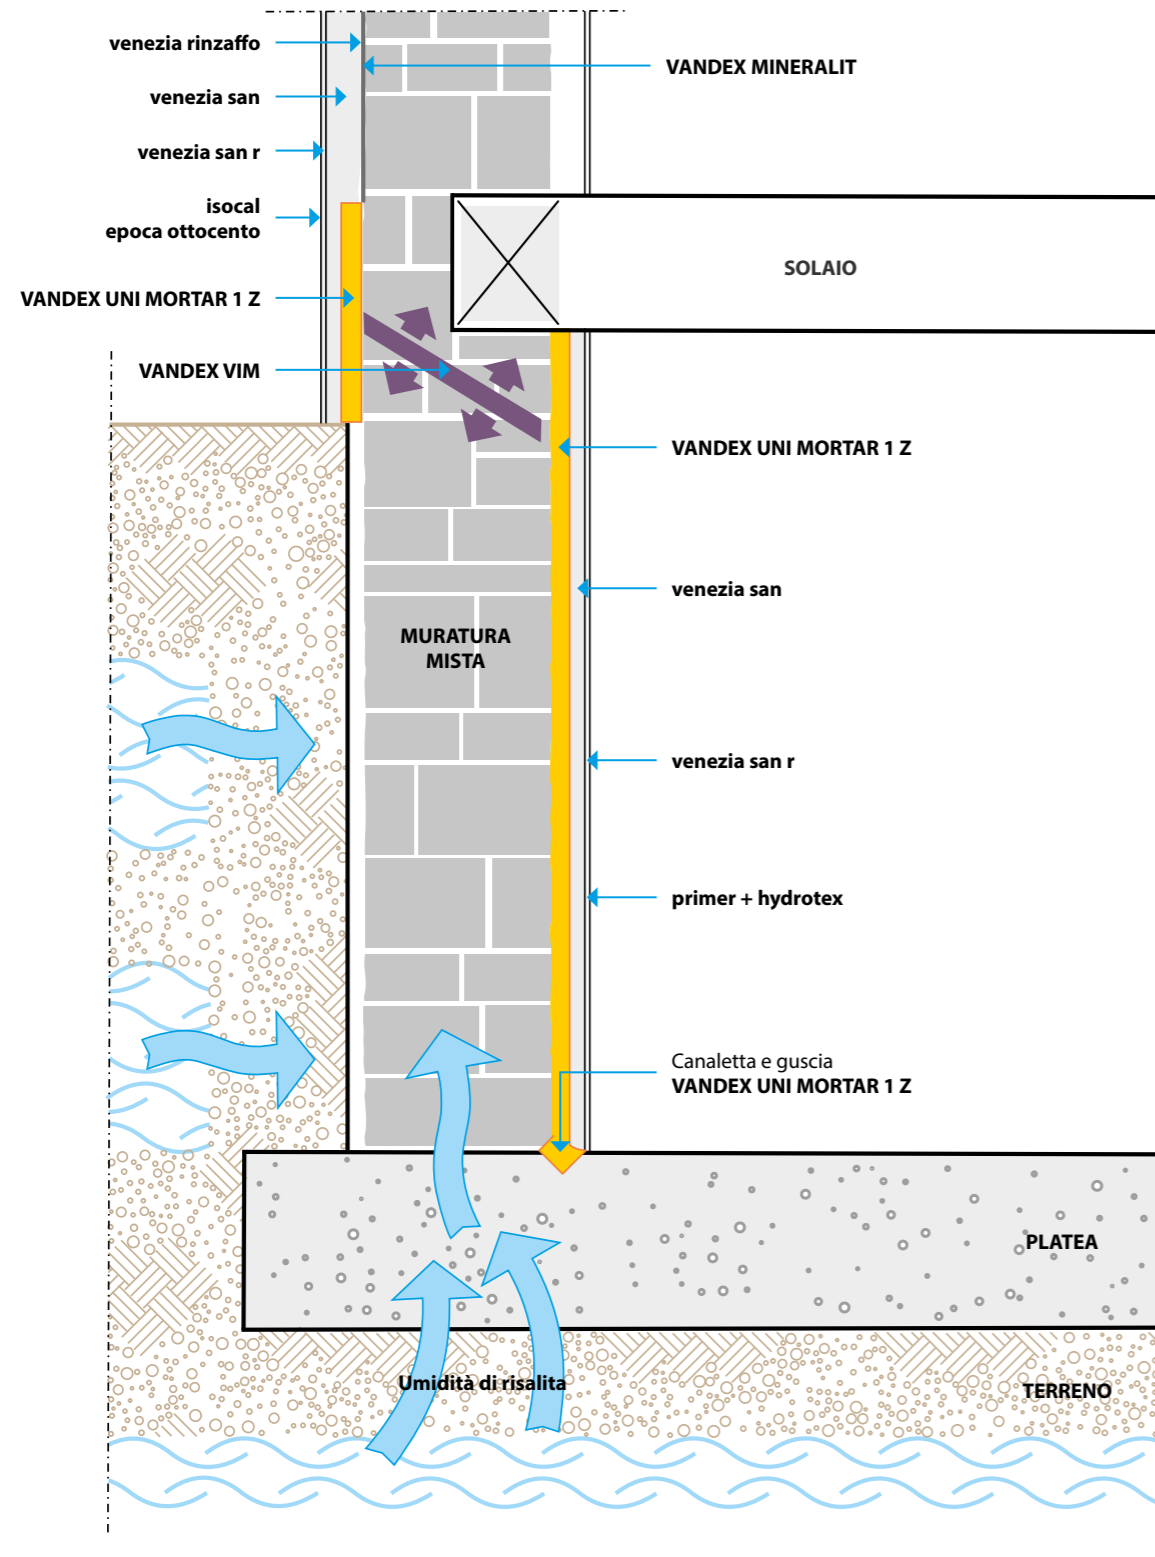 venezia rinzaffo
VANDEX MINERALIT
venezia san
venezia san r
isocal
epoca ottocento
SOLAIO
VANDEX UNI MORTAR 1 Z
VANDEX VIM
VANDEX UNI MORTAR 1 Z
venezia san
MURATURA
MISTA
venezia san r
primer + hydrotex
Canaletta e guscia
VANDEX UNI MORTAR 1 Z
PLATEA
Umidità di risalita
TERRENO